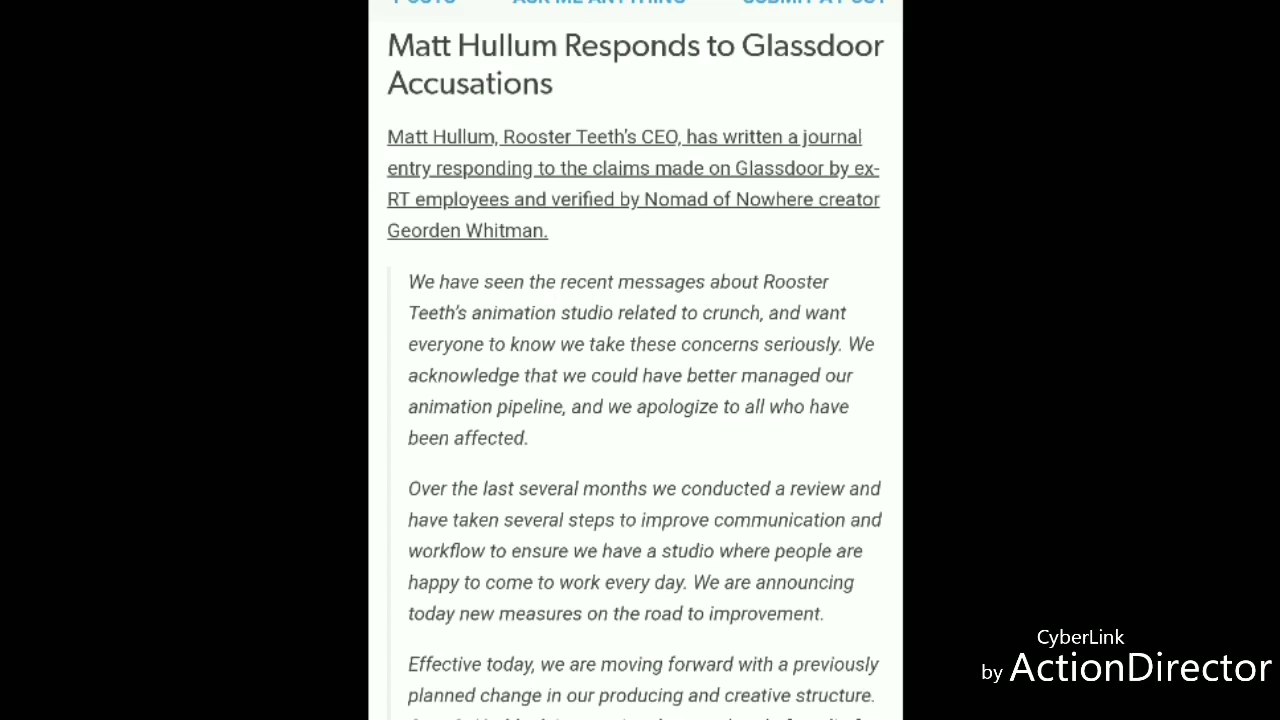 POSTS ASK ME ANYTHING SUBMIT A POST
Matt Hullum Responds to Glassdoor
Accusations
Matt Hullum, Rooster Teeth's CEO, has written a journal
entry responding to the claims made on Glassdoor by ex-
RT employees and verified by Nomad of Nowhere creator
Georden Whitman.
We have seen the recent messages about Rooster
Teeth's animation studio related to crunch, and want
everyone to know we take these concerns seriously. We
acknowledge that we could have better managed our
animation pipeline, and we apologize to all who have
been affected.
Over the last several months we conducted a review and
have taken several steps to improve communication and
workflow to ensure we have a studio where people are
happy to come to work every day. We are announcing
today new measures on the road to improvement.
Effective today, we are moving forward with a previously
planned change in our producing and creative structure.
CyberLink
by ActionDirector